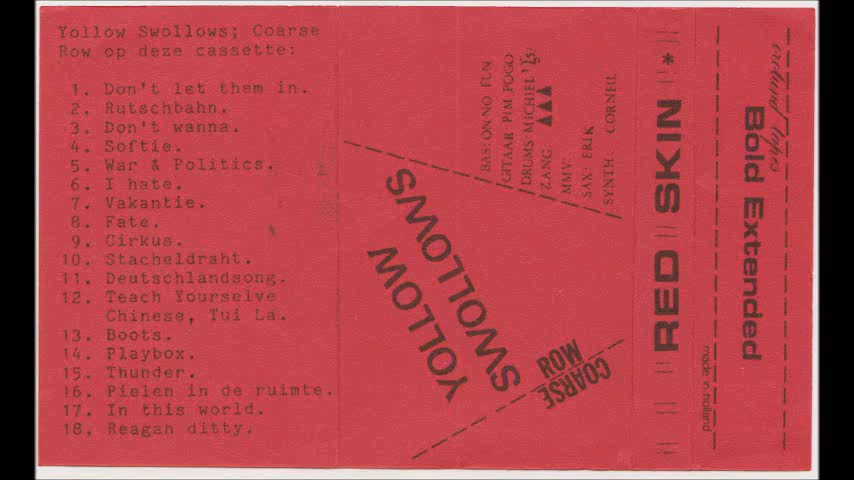 Yollow Swollows; Coarse
Row op deze cassette:
1. Don't let them in.
2. Rutschbahn.
3. Don't wanna.
4. Softie.
5. War & Politics.
6. I hate.
7. Vakantie.
8. Fate.
9. Cirkus.
10. Stacheldraht.
11. Deutschlandsong.
12. Teach Yourselve
Chinese, Tui La.
13. Boots.
14. Playbox.
15. Thunder.
16. Pielen in de ruimte.
17. In this world.
18. Reagan ditty.
YOLLOW
SWOLLOWS
COARSE
ROW
BAS: ONNO FUN
GITAAR PIM POGO
DRUMS: MICHIEL
ZANG:
MMV:
SAX: ERIK
SYNTH: CORNEIL
RED SKIN *
tapes
Bold Extended
made in holland